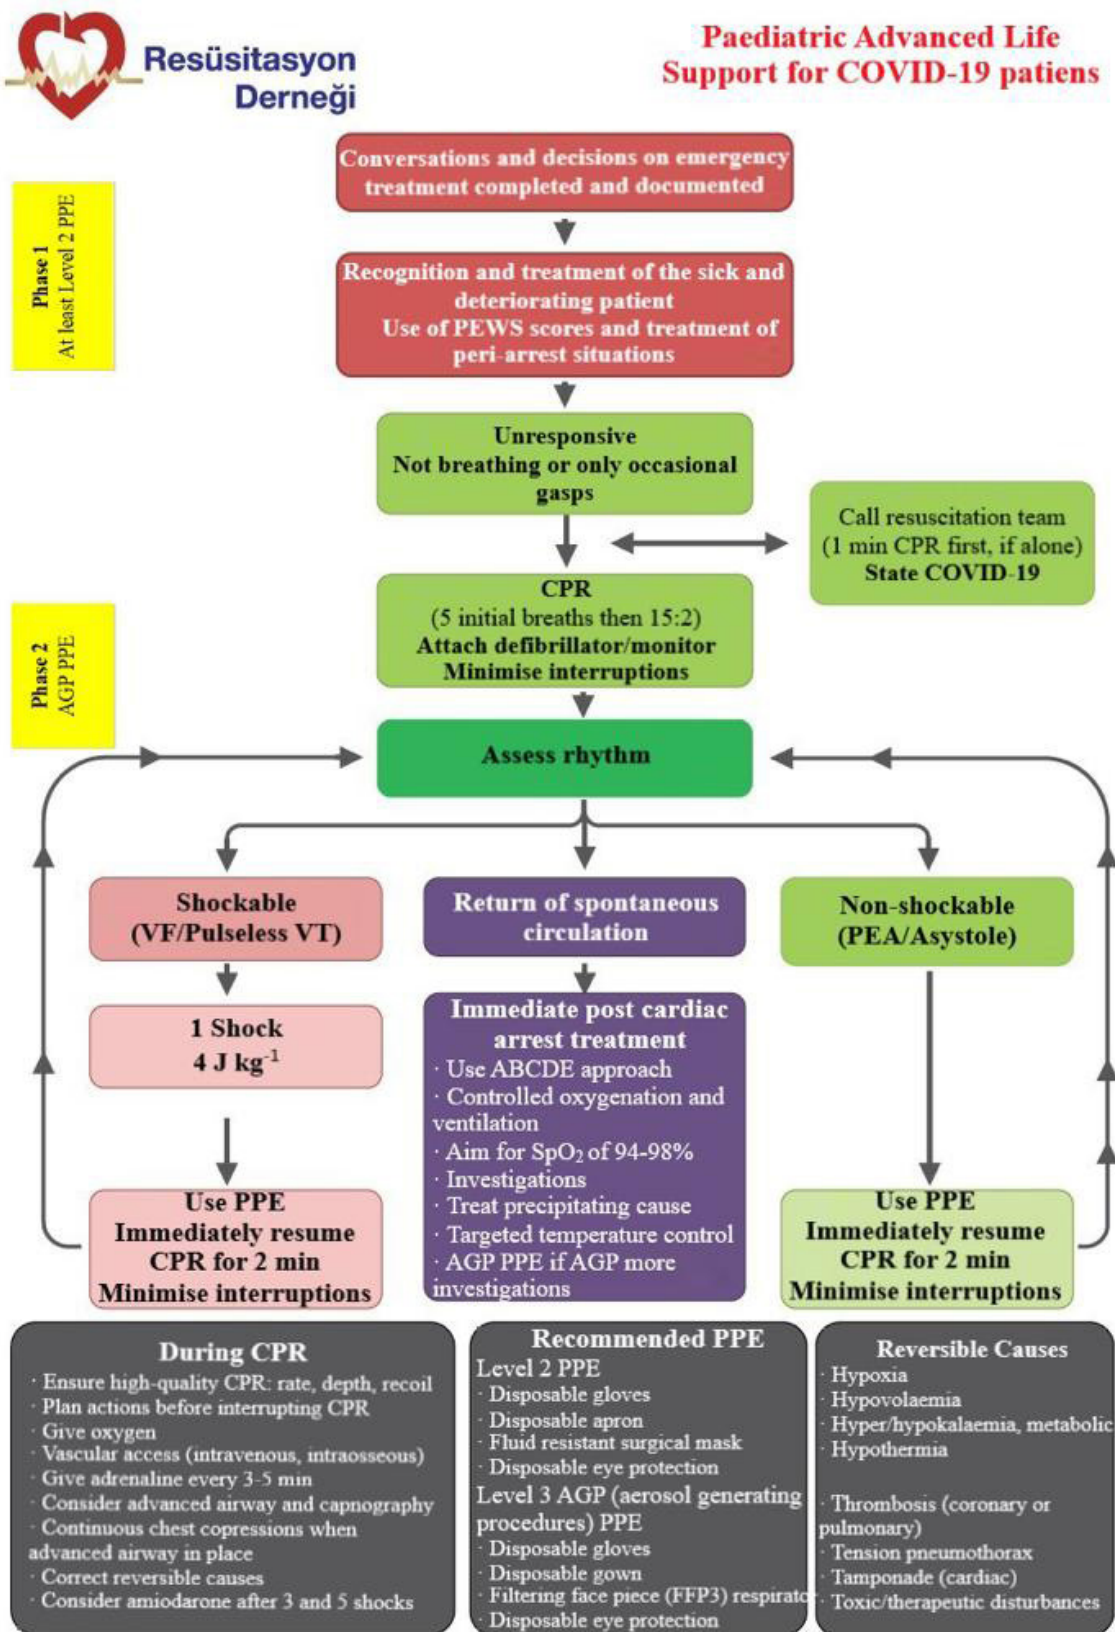 Resüsitasyon
Derneği
Paediatric Advanced Life
Support for COVID-19 patiens
Conversations and decisions on emergency
treatment completed and documented
Phase 1
At least Level 2 PPE
Recognition and treatment of the sick and
deteriorating patient
Use of PEWS scores and treatment of
peri-arrest situations
Unresponsive
Not breathing or only occasional
gasps
Call resuscitation team
(1 min CPR first, if alone)
State COVID-19
CPR
(5 initial breaths then 15:2)
Attach defibrillator/monitor
Minimise interruptions
Phase 2
AGP PPE
Assess rhythm
Shockable
(VF/Pulseless VT)
1 Shock
4 J kg⁻¹
Use PPE
Immediately resume
CPR for 2 min
Minimise interruptions
Return of spontaneous
circulation
Immediate post cardiac
arrest treatment
· Use ABCDE approach
· Controlled oxygenation and
ventilation
· Aim for SpO₂ of 94-98%
· Investigations
· Treat precipitating cause
· Targeted temperature control
· AGP PPE if AGP more
investigations
Non-shockable
(PEA/Asystole)
Use PPE
Immediately resume
CPR for 2 min
Minimise interruptions
During CPR
· Ensure high-quality CPR: rate, depth, recoil
· Plan actions before interrupting CPR
· Give oxygen
· Vascular access (intravenous, intraosseous)
· Give adrenaline every 3-5 min
· Consider advanced airway and capnography
· Continuous chest copressions when
advanced airway in place
· Correct reversible causes
· Consider amiodarone after 3 and 5 shocks
Recommended PPE
Level 2 PPE
· Disposable gloves
· Disposable apron
· Fluid resistant surgical mask
· Disposable eye protection
Level 3 AGP (aerosol generating
procedures) PPE
· Disposable gloves
· Disposable gown
· Filtering face piece (FFP3) respirator
· Disposable eye protection
Reversible Causes
· Hypoxia
· Hypovolaemia
· Hyper/hypokalaemia, metabolic
· Hypothermia
· Thrombosis (coronary or
pulmonary)
· Tension pneumothorax
· Tamponade (cardiac)
· Toxic/therapeutic disturbances